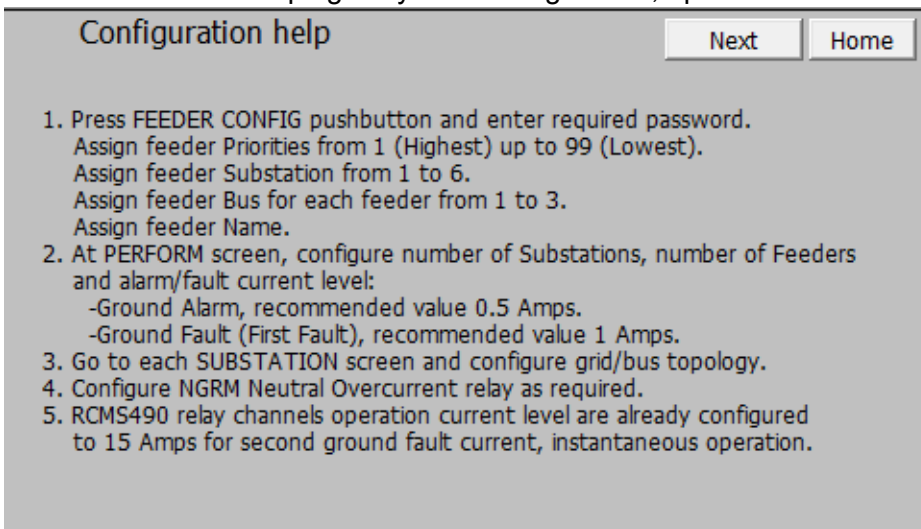 Configuration help
Next
Home
1. Press FEEDER CONFIG pushbutton and enter required password.
Assign feeder Priorities from 1 (Highest) up to 99 (Lowest).
Assign feeder Substation from 1 to 6.
Assign feeder Bus for each feeder from 1 to 3.
Assign feeder Name.
2. At PERFORM screen, configure number of Substations, number of Feeders
and alarm/fault current level:
-Ground Alarm, recommended value 0.5 Amps.
-Ground Fault (First Fault), recommended value 1 Amps.
3. Go to each SUBSTATION screen and configure grid/bus topology.
4. Configure NGRM Neutral Overcurrent relay as required.
5. RCMS490 relay channels operation current level are already configured
to 15 Amps for second ground fault current, instantaneous operation.